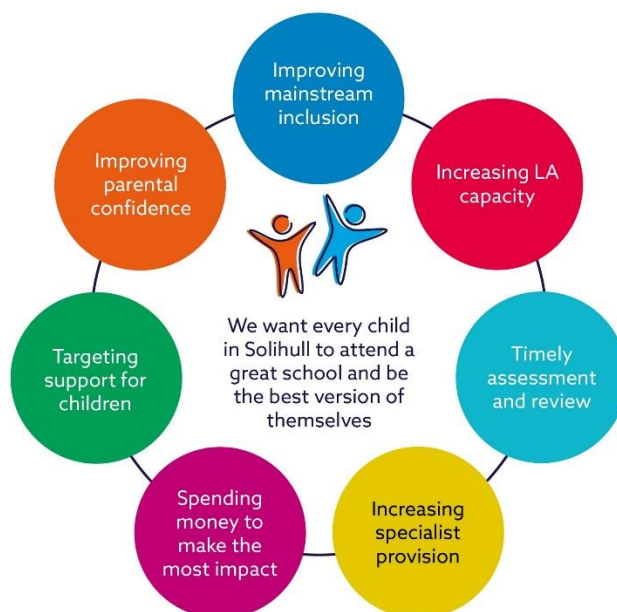 Improving
mainstream
inclusion
Increasing LA
capacity
Timely
assessment
and review
Increasing
specialist
provision
Spending
money to
make the
most impact
Targeting
support for
children
Improving
parental
confidence
We want every child
in Solihull to attend a
great school and be
the best version of
themselves